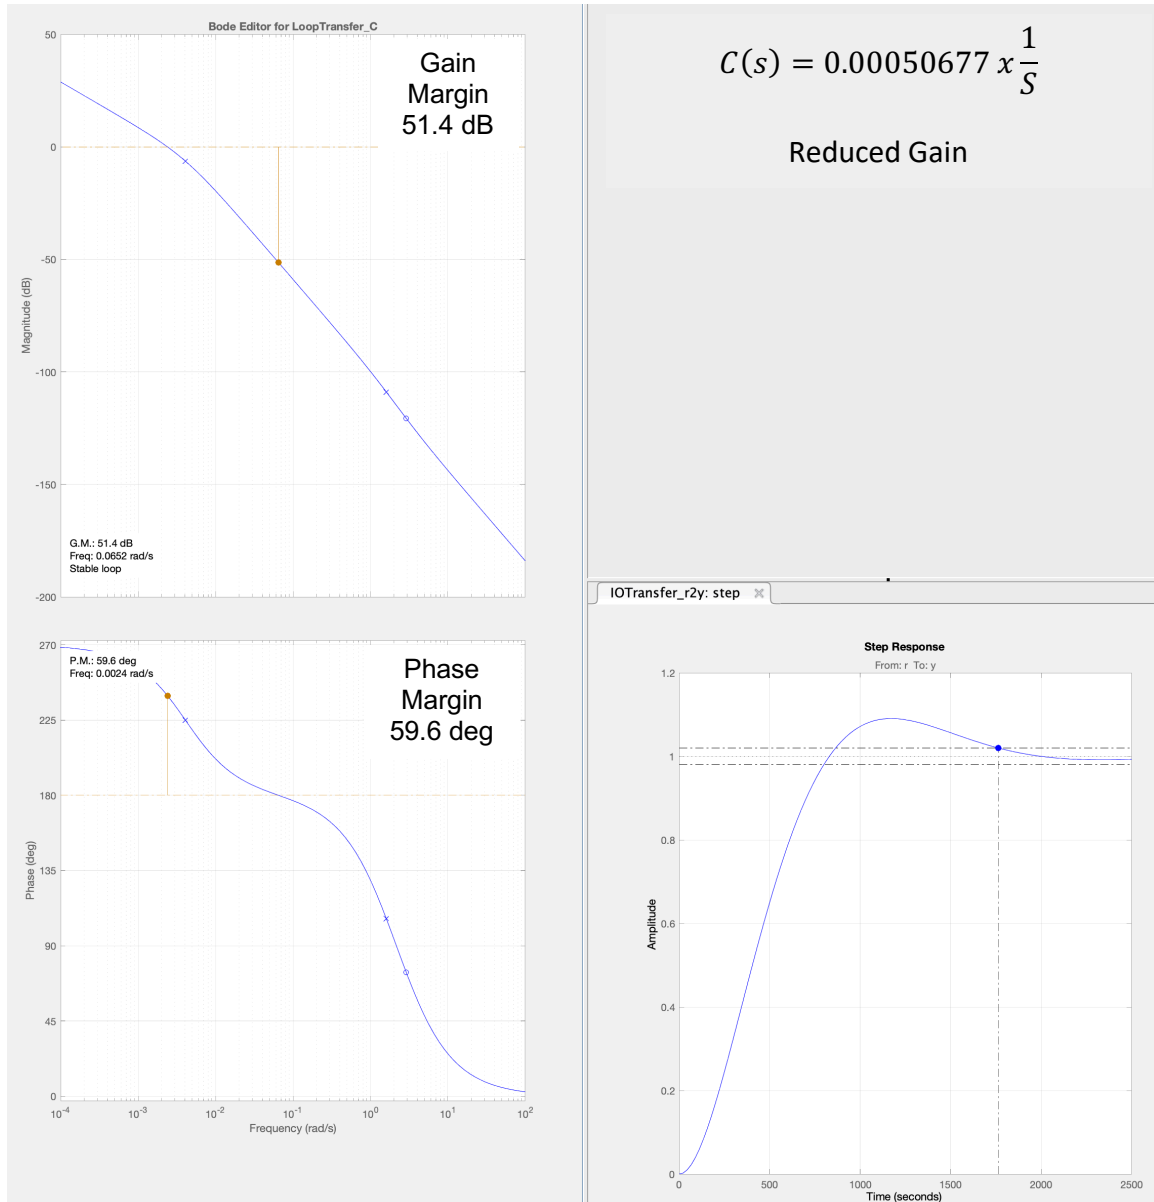 Bode Editor for LoopTransfer_C
50
0
-50
-100
-150
-200
Magnitude (dB)
Gain
Margin
51.4 dB
G.M.: 51.4 dB
Freq: 0.0652 rad/s
Stable loop
270
225
180
135
90
45
0
Phase (deg)
P.M.: 59.6 deg
Freq: 0.0024 rad/s
Phase
Margin
59.6 deg
10^-4 10^-3 10^-2 10^-1 10^0 10^1 10^2
Frequency (rad/s)
C(s) = 0.00050677 x 1/S
Reduced Gain
IOTransfer_r2y: step
Step Response
From: r To: y
1.2
1
0.8
0.6
0.4
0.2
0
Amplitude
0 500 1000 1500 2000 2500
Time (seconds)